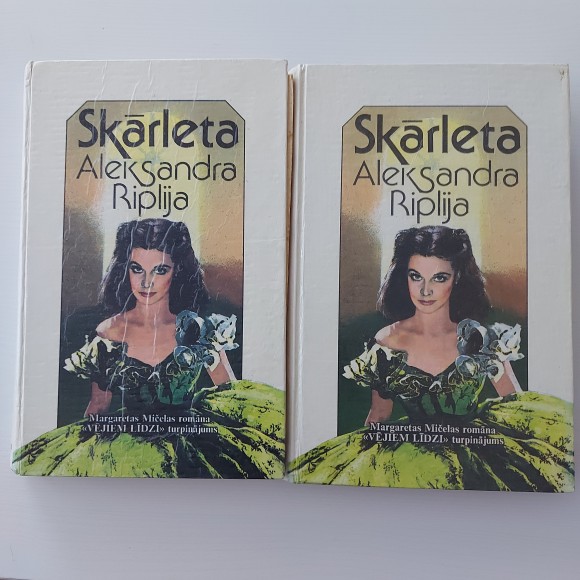 Skārleta
Aleksandra
Riplija
Margaretas Mičelas romāna
«VĒJIEM LĪDZI» turpinājums
Skārleta
Aleksandra
Riplija
Margaretas Mičelas romāna
«VĒJIEM LĪDZI» turpinājums